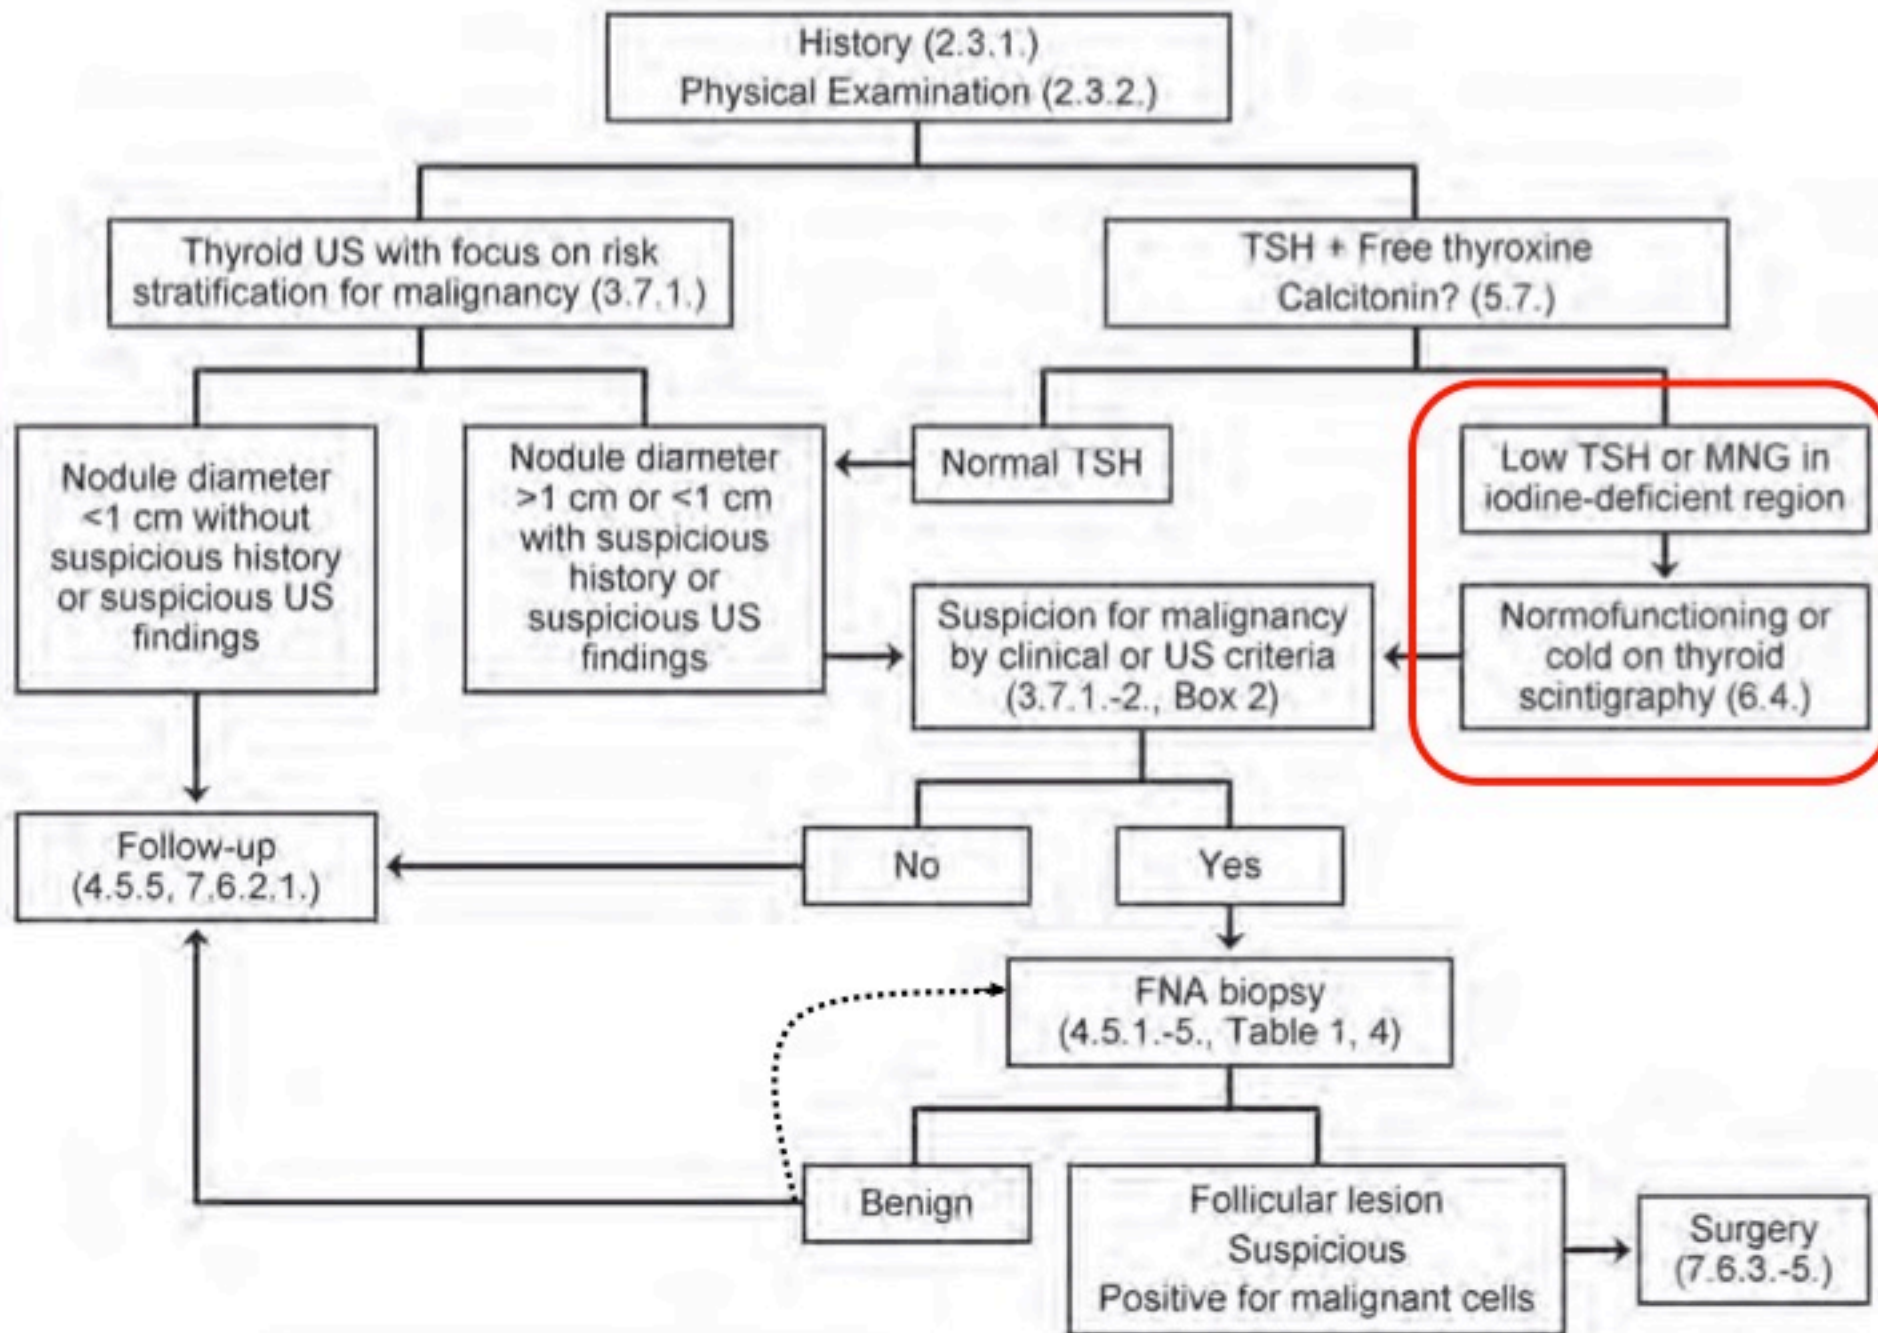 History (2.3.1.)
Physical Examination (2.3.2.)
Thyroid US with focus on risk
stratification for malignancy (3.7.1.)
TSH + Free thyroxine
Calcitonin? (5.7.)
Nodule diameter
<1 cm without
suspicious history
or suspicious US
findings
Nodule diameter
>1 cm or <1 cm
with suspicious
history or
suspicious US
findings
Normal TSH
Low TSH or MNG in
iodine-deficient region
Suspicion for malignancy
by clinical or US criteria
(3.7.1.-2., Box 2)
Normofunctioning or
cold on thyroid
scintigraphy (6.4.)
Follow-up
(4.5.5, 7.6.2.1.)
No
Yes
FNA biopsy
(4.5.1.-5., Table 1, 4)
Benign
Follicular lesion
Suspicious
Positive for malignant cells
Surgery
(7.6.3.-5.)